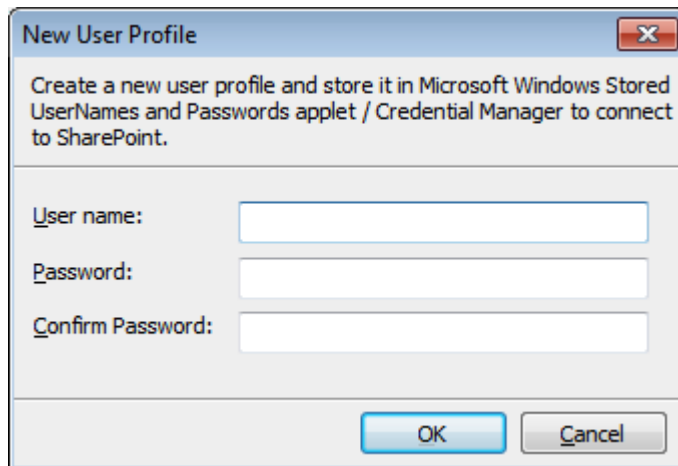 New User Profile
Create a new user profile and store it in Microsoft Windows Stored
UserNames and Passwords applet / Credential Manager to connect
to SharePoint.
User name:
Password:
Confirm Password:
OK Cancel